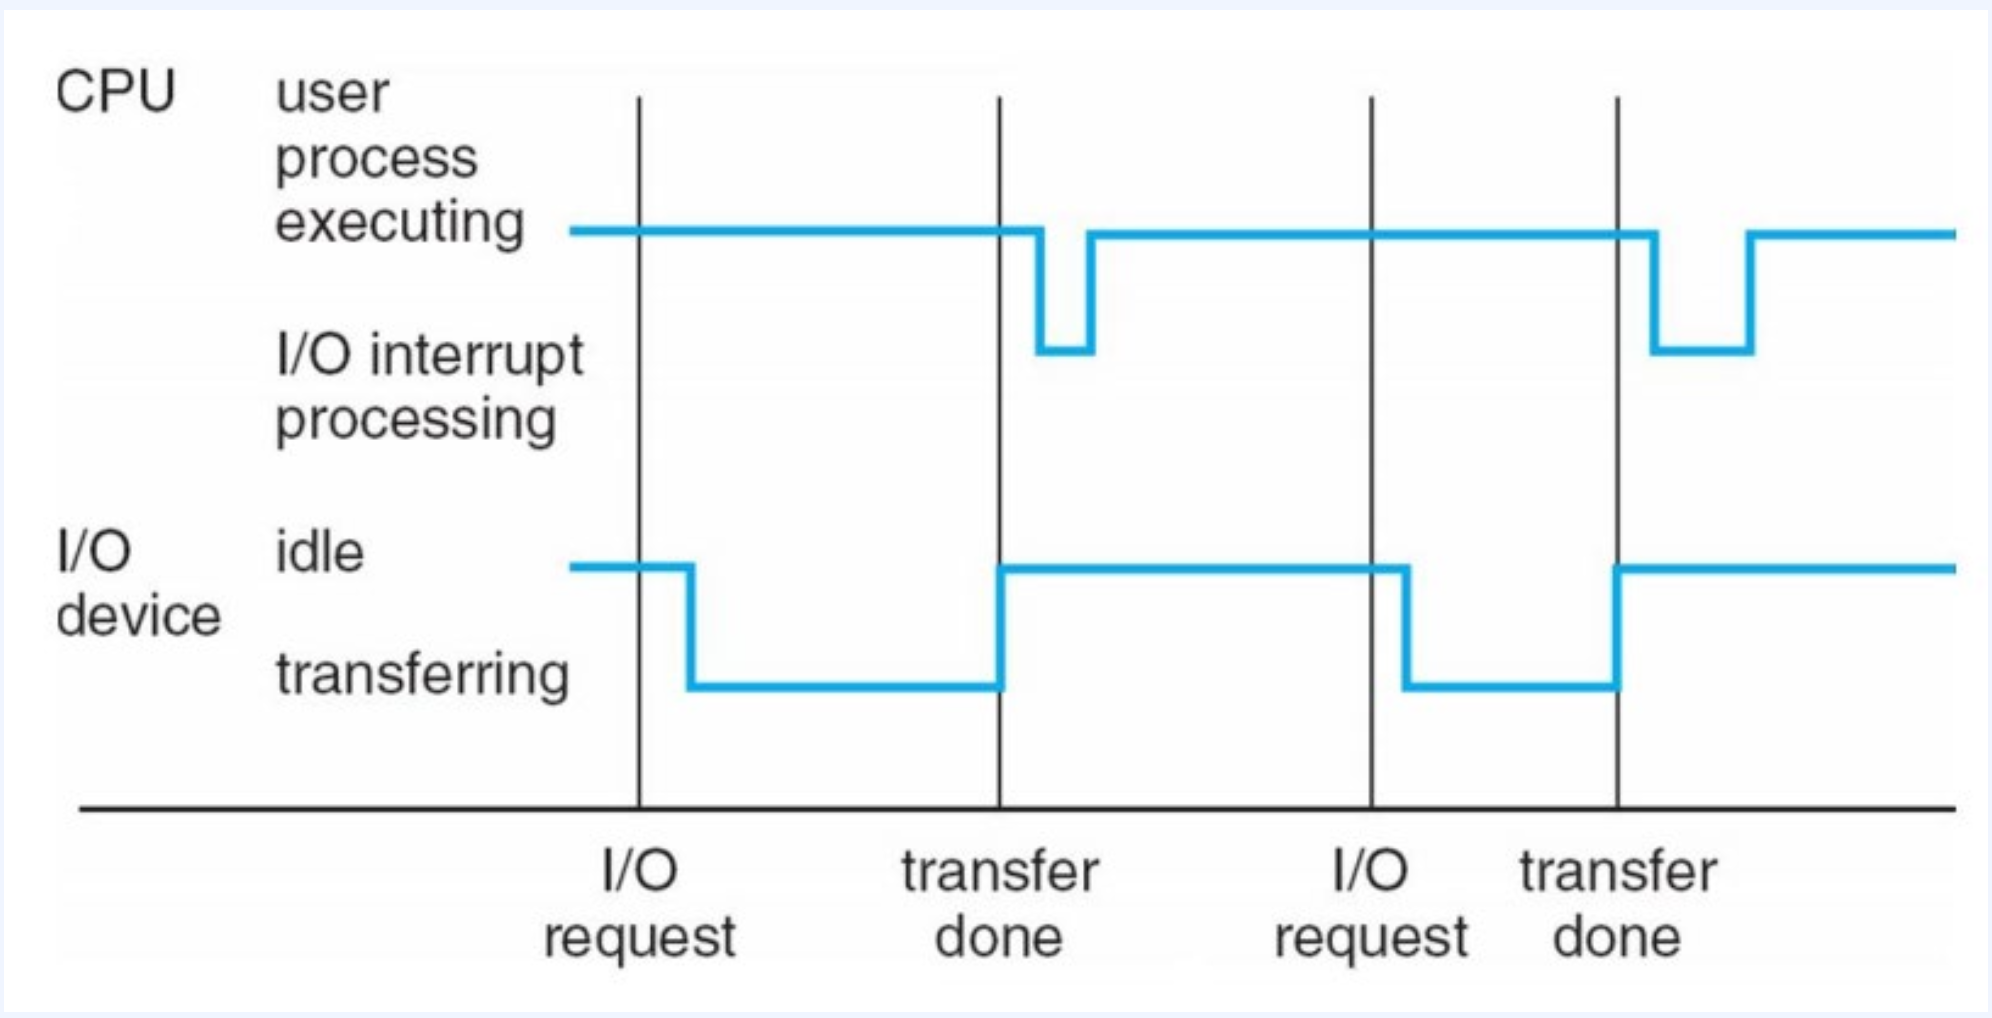 CPU
user
process
executing
I/O interrupt
processing
I/O
device
idle
transferring
I/O
request
transfer
done
I/O
request
transfer
done